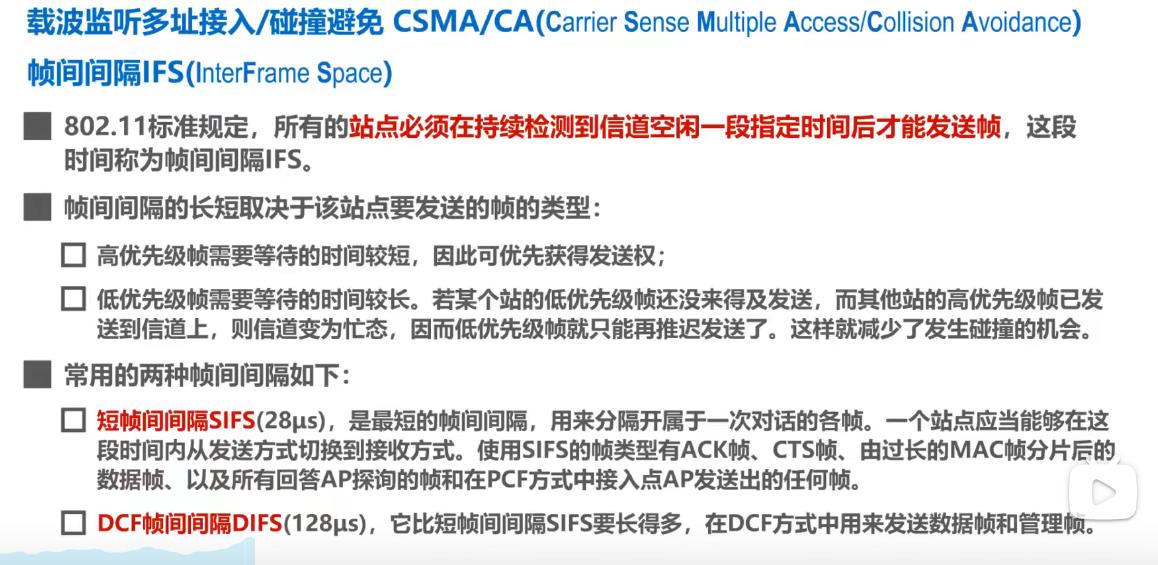 载波监听多址接入/碰撞避免 CSMA/CA(Carrier Sense Multiple Access/Collision Avoidance)
帧间间隔IFS(InterFrame Space)
802.11标准规定，所有的站点必须在持续检测到信道空闲一段指定时间后才能发送帧，这段
时间称为帧间间隔IFS。
帧间间隔的长短取决于该站点要发送的帧的类型：
高优先级帧需要等待的时间较短，因此可优先获得发送权；
低优先级帧需要等待的时间较长。若某个站的低优先级帧还没来得及发送，而其他站的高优先级帧已发
送到信道上，则信道变为忙态，因而低优先级帧就只能再推迟发送了。这样就减少了发生碰撞的机会。
常用的两种帧间间隔如下：
短帧间间隔SIFS(28μs)，是最短的帧间间隔，用来分隔开属于一次对话的各帧。一个站点应当能够在这
段时间内从发送方式切换到接收方式。使用SIFS的帧类型有ACK帧、CTS帧、由过长的MAC帧分片后的
数据帧、以及所有回答AP探询的帧和在PCF方式中接入点AP发送出的任何帧。
DCF帧间间隔DIFS(128μs)，它比短帧间间隔SIFS要长得多，在DCF方式中用来发送数据帧和管理帧。